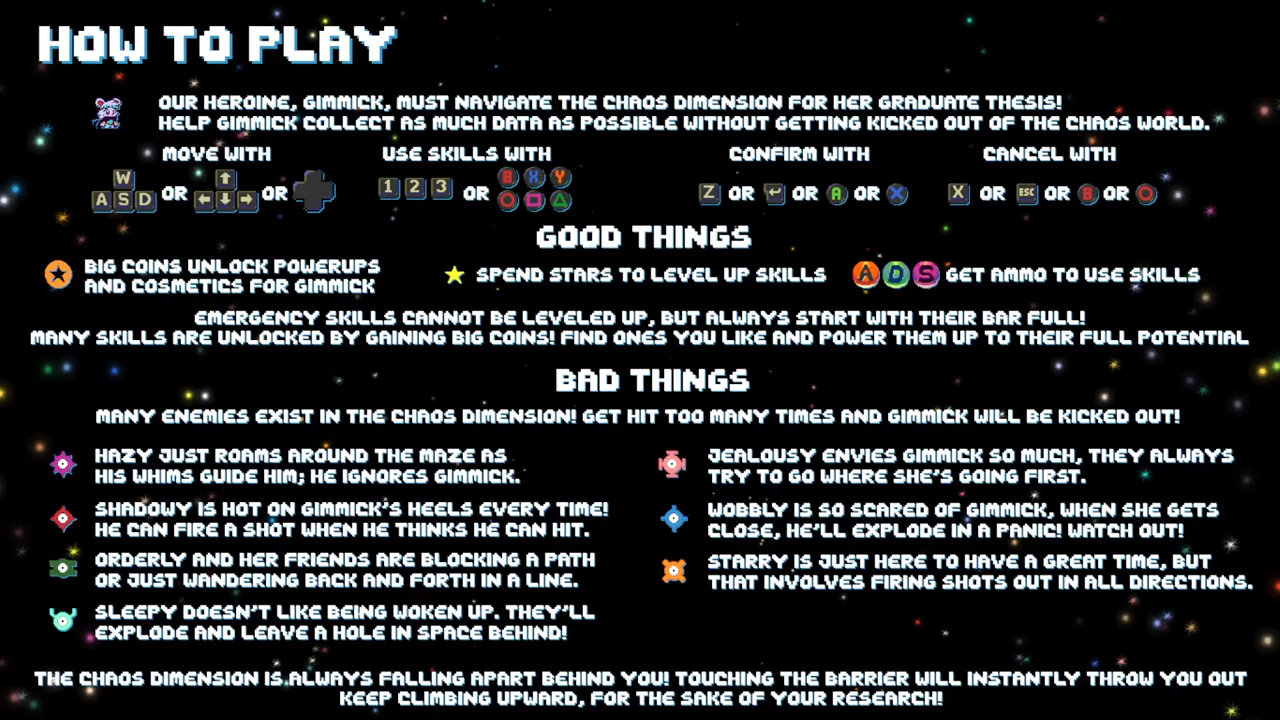 HOW TO PLAY
OUR HEROINE, GIMMICK, MUST NAVIGATE THE CHAOS DIMENSION FOR HER GRADUATE THESIS!
HELP GIMMICK COLLECT AS MUCH DATA AS POSSIBLE WITHOUT GETTING KICKED OUT OF THE CHAOS WORLD.
MOVE WITH
W
A S D OR ↑ ← ↓ → OR
USE SKILLS WITH
1 2 3 OR B X Y
CONFIRM WITH
Z OR ↵ OR A OR X
CANCEL WITH
X OR ESC OR B OR O
GOOD THINGS
BIG COINS UNLOCK POWERUPS
AND COSMETICS FOR GIMMICK
SPEND STARS TO LEVEL UP SKILLS
A D S GET AMMO TO USE SKILLS
EMERGENCY SKILLS CANNOT BE LEVELED UP, BUT ALWAYS START WITH THEIR BAR FULL!
MANY SKILLS ARE UNLOCKED BY GAINING BIG COINS! FIND ONES YOU LIKE AND POWER THEM UP TO THEIR FULL POTENTIAL
BAD THINGS
MANY ENEMIES EXIST IN THE CHAOS DIMENSION! GET HIT TOO MANY TIMES AND GIMMICK WILL BE KICKED OUT!
HAZY JUST ROAMS AROUND THE MAZE AS
HIS WHIMS GUIDE HIM; HE IGNORES GIMMICK.
SHADOWY IS HOT ON GIMMICK'S HEELS EVERY TIME!
HE CAN FIRE A SHOT WHEN HE THINKS HE CAN HIT.
ORDERLY AND HER FRIENDS ARE BLOCKING A PATH
OR JUST WANDERING BACK AND FORTH IN A LINE.
SLEEPY DOESN'T LIKE BEING WOKEN UP. THEY'LL
EXPLODE AND LEAVE A HOLE IN SPACE BEHIND!
JEALOUSY ENVIES GIMMICK SO MUCH, THEY ALWAYS
TRY TO GO WHERE SHE'S GOING FIRST.
WOBBLY IS SO SCARED OF GIMMICK, WHEN SHE GETS
CLOSE, HE'LL EXPLODE IN A PANIC! WATCH OUT!
STARRY IS JUST HERE TO HAVE A GREAT TIME, BUT
THAT INVOLVES FIRING SHOTS OUT IN ALL DIRECTIONS.
THE CHAOS DIMENSION IS ALWAYS FALLING APART BEHIND YOU! TOUCHING THE BARRIER WILL INSTANTLY THROW YOU OUT
KEEP CLIMBING UPWARD, FOR THE SAKE OF YOUR RESEARCH!